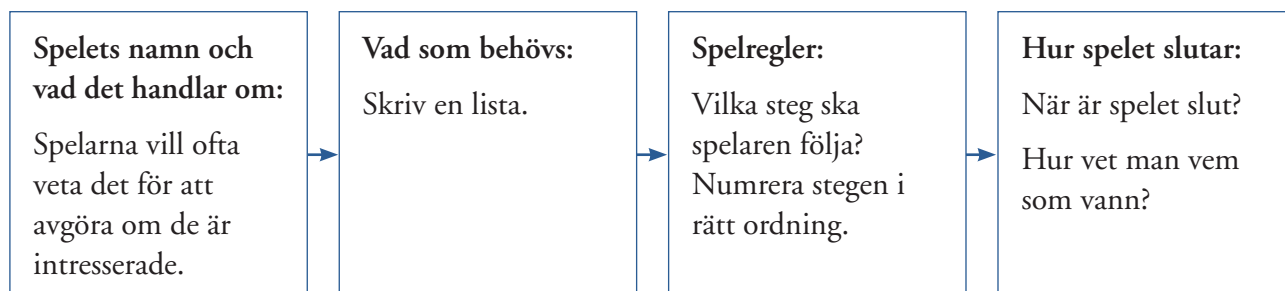 Spelets namn och
vad det handlar om:
Spelarna vill ofta
veta det för att
avgöra om de är
intresserade.
Vad som behövs:
Skriv en lista.
Spelregler:
Vilka steg ska
spelaren följa?
Numrera stegen i
rätt ordning.
Hur spelet slutar:
När är spelet slut?
Hur vet man vem
som vann?